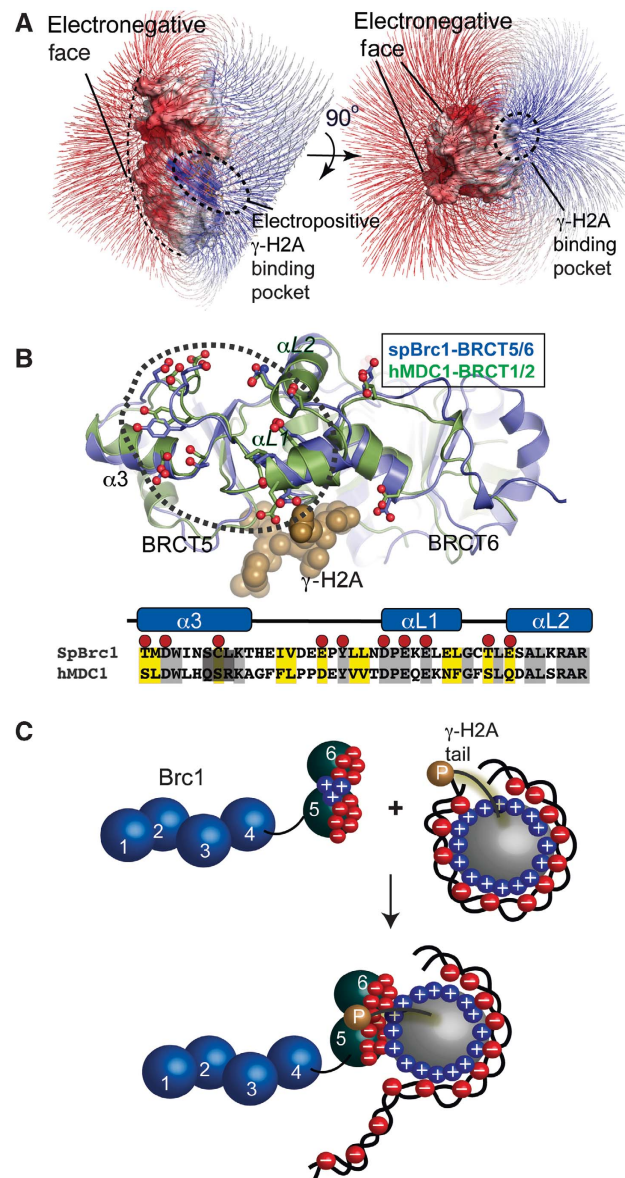 A
Electronegative
face
Electropositive
γ-H2A
binding
pocket
90°
Electronegative
face
γ-H2A
binding
pocket
B
αL2
spBrc1-BRCT5/6
hMDC1-BRCT1/2
αL1
α3
BRCT5
BRCT6
γ-H2A
α3 αL1 αL2
SpBrc1 TMDWINSCLKTHEIVDEEPYLLNDPEKELELGCTLESALKRAR
hMDC1 SLDWLHQSRKAGFFLPPDEYVVTDPEQEKNFGFSLQDALSRAR
C
γ-H2A
tail
Brc1
P
6
5
1 2 3 4
+
6
P
5
1 2 3 4